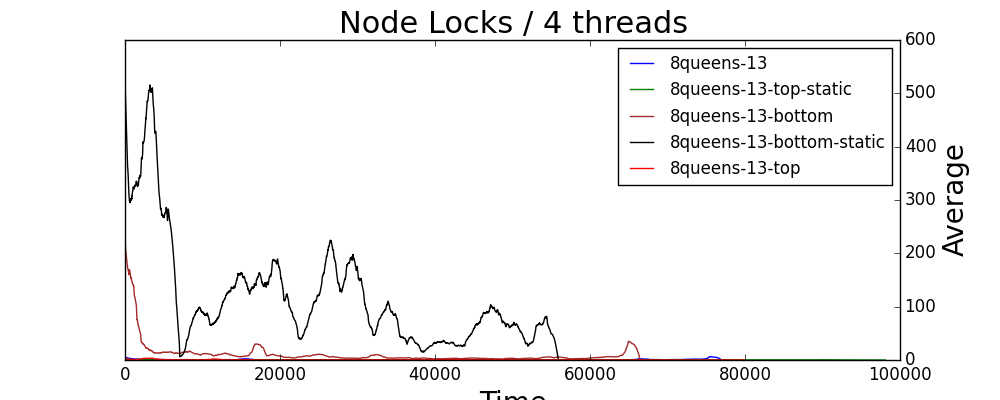 Node Locks / 4 threads
600
8queens-13
8queens-13-top-static
500
8queens-13-bottom
8queens-13-bottom-static
400
8queens-13-top
300
200
100
0
Average
0 20000 40000 60000 80000 100000
Time